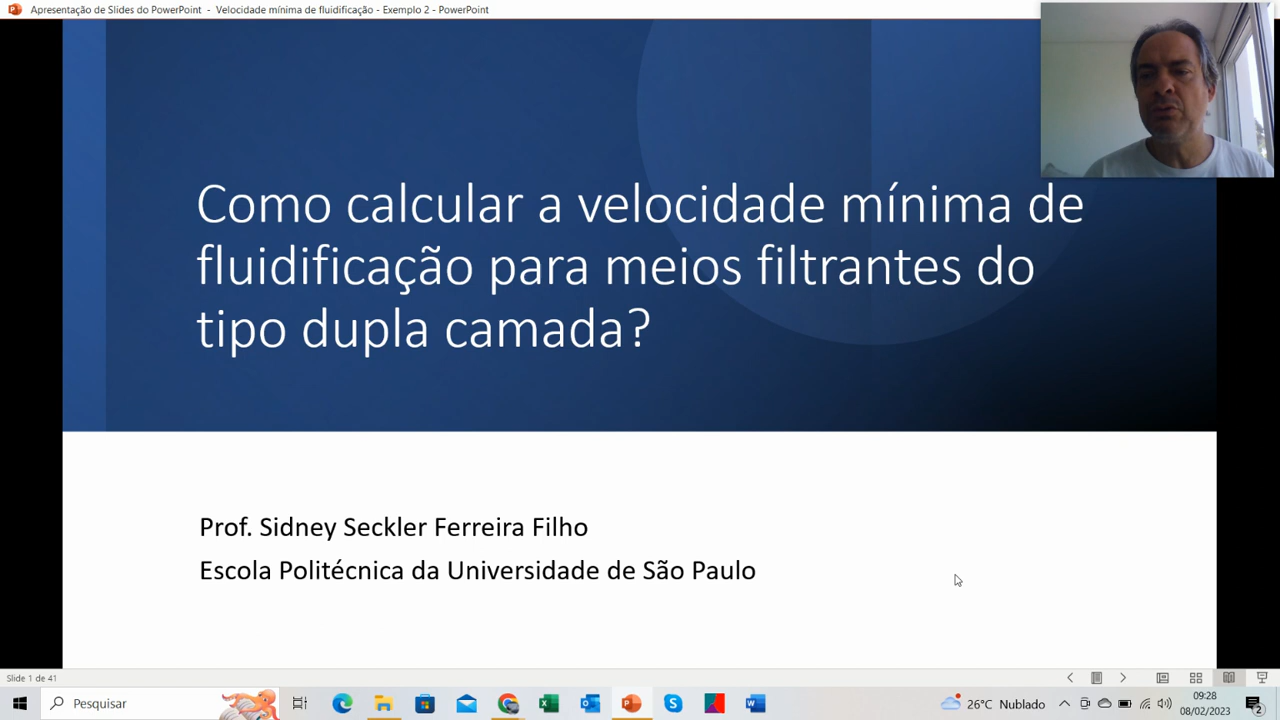 Apresentação de Slides do PowerPoint - Velocidade mínima de fluidificação - Exemplo 2 - PowerPoint
Como calcular a velocidade mínima de
fluidificação para meios filtrantes do
tipo dupla camada?
Prof. Sidney Seckler Ferreira Filho
Escola Politécnica da Universidade de São Paulo
Slide 1 de 41
Pesquisar
26°C Nublado
09:28
08/02/2023
2